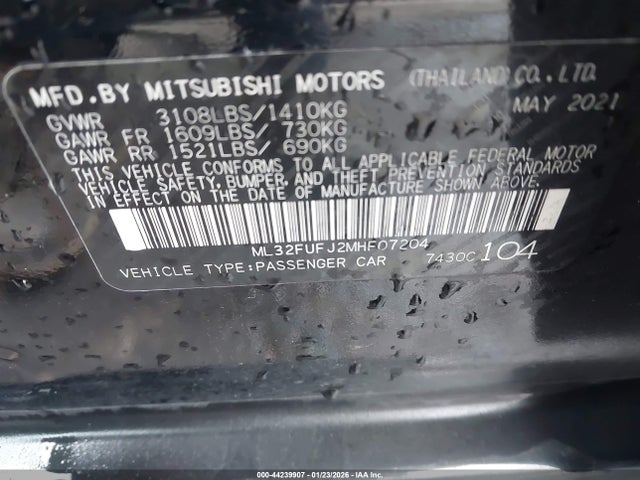 MFD.BY MITSUBISHI MOTORS (THAILAND) CO.,LTD.
GVWR 3108LBS/1410KG MAY 2021
GAWR FR 1609LBS/ 730KG
GAWR RR 1521LBS/ 690KG
THIS VEHICLE CONFORMS TO ALL APPLICABLE FEDERAL MOTOR
VEHICLE SAFETY, BUMPER, AND THEFT PREVENTION STANDARDS
IN EFFECT ON THE DATE OF MANUFACTURE SHOWN ABOVE.
ML32FUFJ2MHF07204
VEHICLE TYPE:PASSENGER CAR 7430C 104
000-44239907 - 01/23/2026 - IAA Corp.